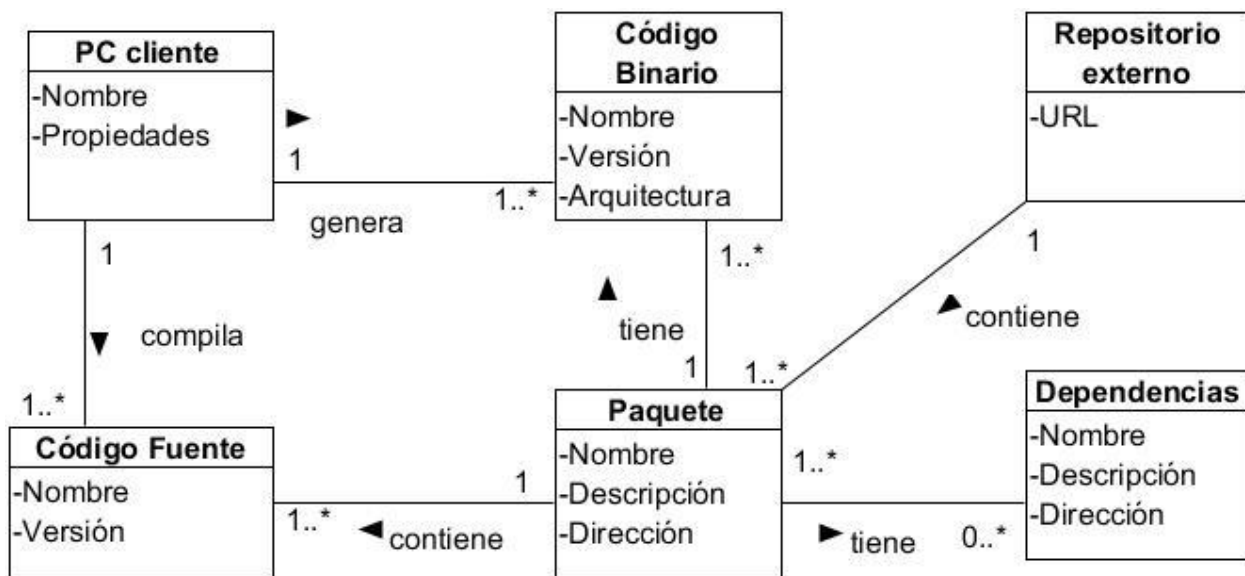 PC cliente
-Nombre
-Propiedades
1
genera
1..*
Código
Binario
-Nombre
-Versión
-Arquitectura
Repositorio
externo
-URL
1
compila
1..*
1..*
tiene
1
1
contiene
1..*
Código Fuente
-Nombre
-Versión
1..*
contiene
1
Paquete
-Nombre
-Descripción
-Dirección
1..*
tiene
0..*
Dependencias
-Nombre
-Descripción
-Dirección